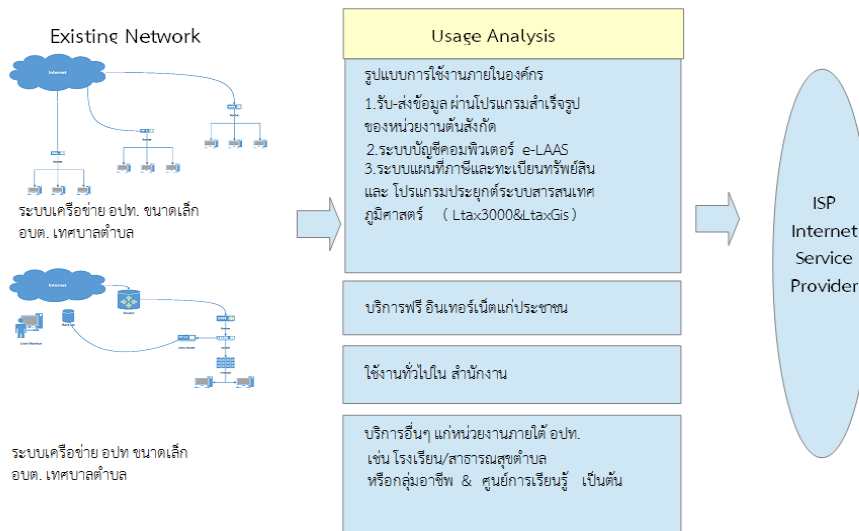 Existing Network
Internet
ระบบเครือข่าย อปท. ขนาดเล็ก
อบต. เทศบาลตำบล
ระบบเครือข่าย อปท ขนาดเล็ก
อบต. เทศบาลตำบล
Usage Analysis
รูปแบบการใช้งานภายในองค์กร
1.รับ-ส่งข้อมูล ผ่านโปรแกรมสำเร็จรูป
ของหน่วยงานต้นสังกัด
2.ระบบบัญชีคอมพิวเตอร์ e-LAAS
3.ระบบแผนที่ภาษีและทะเบียนทรัพย์สิน
และ โปรแกรมประยุกต์ระบบสารสนเทศ
ภูมิศาสตร์ ( Ltax3000&LtaxGis )
บริการฟรี อินเทอร์เน็ตแก่ประชาชน
ใช้งานทั่วไปใน สำนักงาน
บริการอื่นๆ แก่หน่วยงานภายใต้ อปท.
เช่น โรงเรียน/สาธารณสุขตำบล
หรือกลุ่มอาชีพ & ศูนย์การเรียนรู้ เป็นต้น
ISP
Internet
Service
Provider